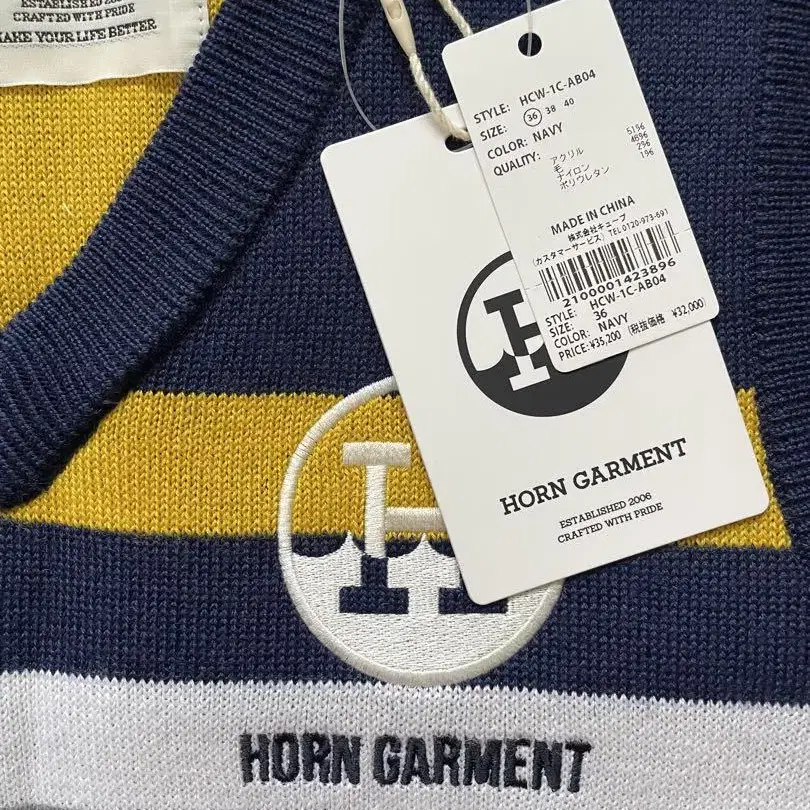 ESTABLISHED 200
CRAFTED WITH PRIDE
MAKE YOUR LIFE BETTER
STYLE: HCW-1C-AB04
SIZE: 36 38 40
COLOR: NAVY
QUALITY:
アクリル 51%
毛 46%
ナイロン 2%
ポリウレタン 1%
MADE IN CHINA
株式会社キューブ
(カスタマーサービス) TEL 0120-973-691
2100001423896
STYLE: HCW-1C-AB04
SIZE: 36
COLOR: NAVY
PRICE: ¥35,200 (税抜価格 ¥32,000)
H
HORN GARMENT
ESTABLISHED 2006
CRAFTED WITH PRIDE
H
HORN GARMENT